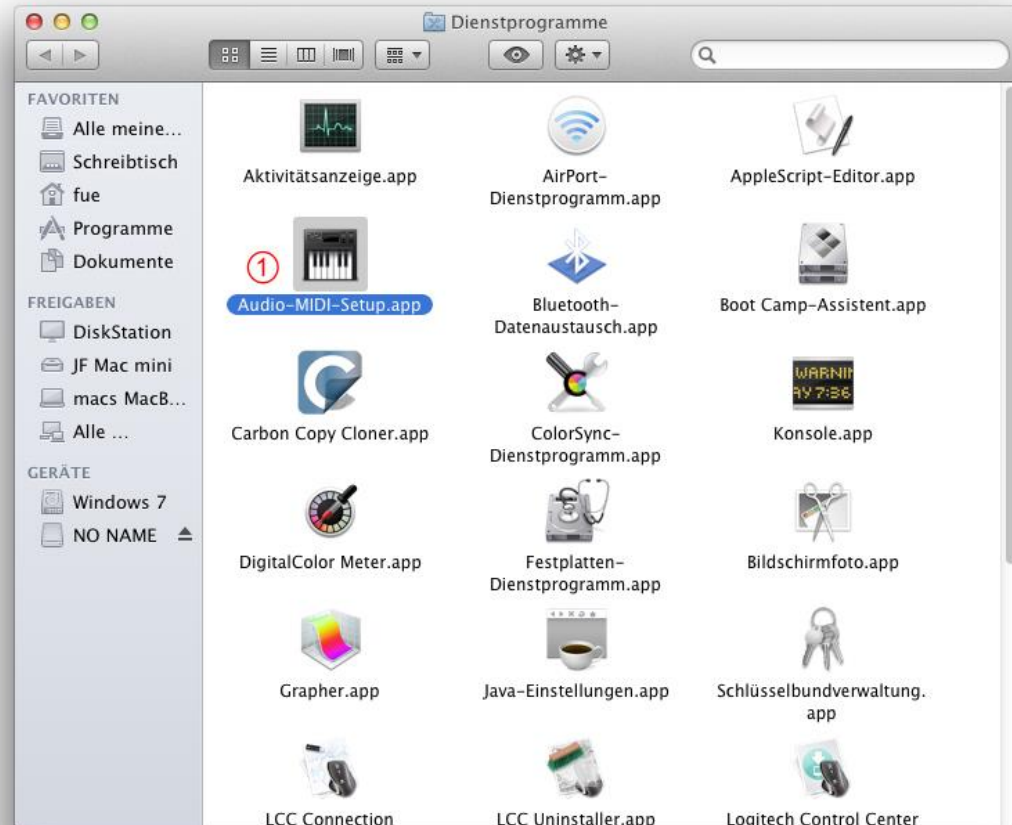 Dienstprogramme
FAVORITEN
Alle meine...
Schreibtisch
fue
Programme
Dokumente
FREIGABEN
DiskStation
JF Mac mini
macs MacB...
Alle ...
GERÄTE
Windows 7
NO NAME
Aktivitätsanzeige.app
AirPort-
Dienstprogramm.app
AppleScript-Editor.app
1
Audio-MIDI-Setup.app
Bluetooth-
Datenaustausch.app
Boot Camp-Assistent.app
Carbon Copy Cloner.app
ColorSync-
Dienstprogramm.app
WARNIN
AY 7:36
Konsole.app
DigitalColor Meter.app
Festplatten-
Dienstprogramm.app
Bildschirmfoto.app
Grapher.app
Java-Einstellungen.app
Schlüsselbundverwaltung.
app
LCC Connection
LCC Uninstaller.app
Logitech Control Center